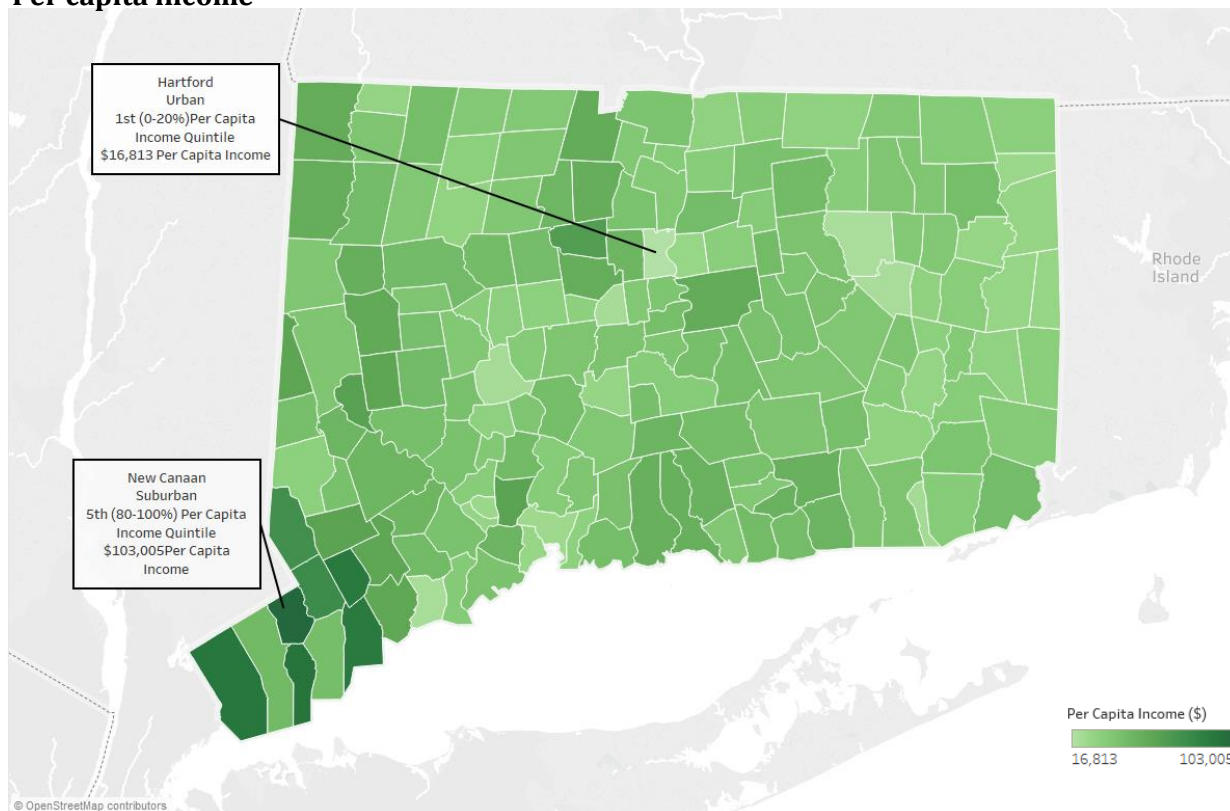 Per capita income
Hartford
Urban
1st (0-20%)Per Capita
Income Quintile
$16,813 Per Capita Income
Rhode
Island
New Canaan
Suburban
5th (80-100%) Per Capita
Income Quintile
$103,005Per Capita
Income
Per Capita Income ($)
16,813 103,005
© OpenStreetMap contributors